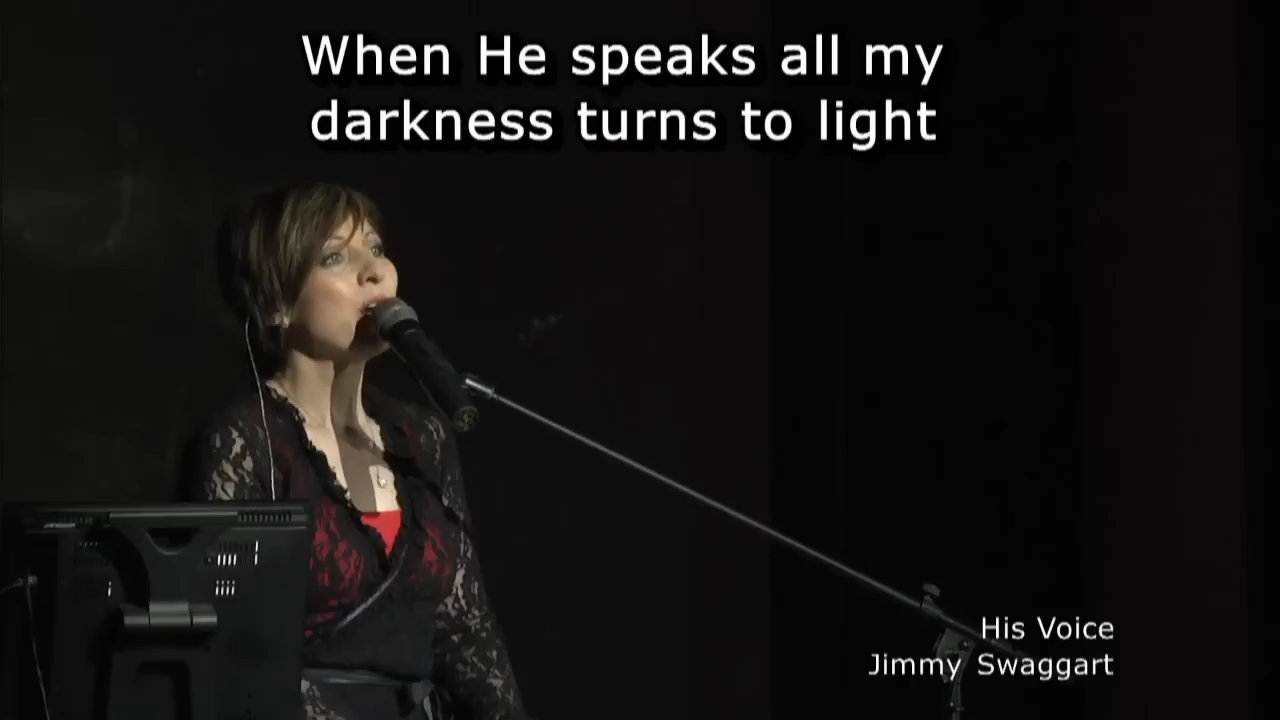 When He speaks all my
darkness turns to light
His Voice
Jimmy Swaggart